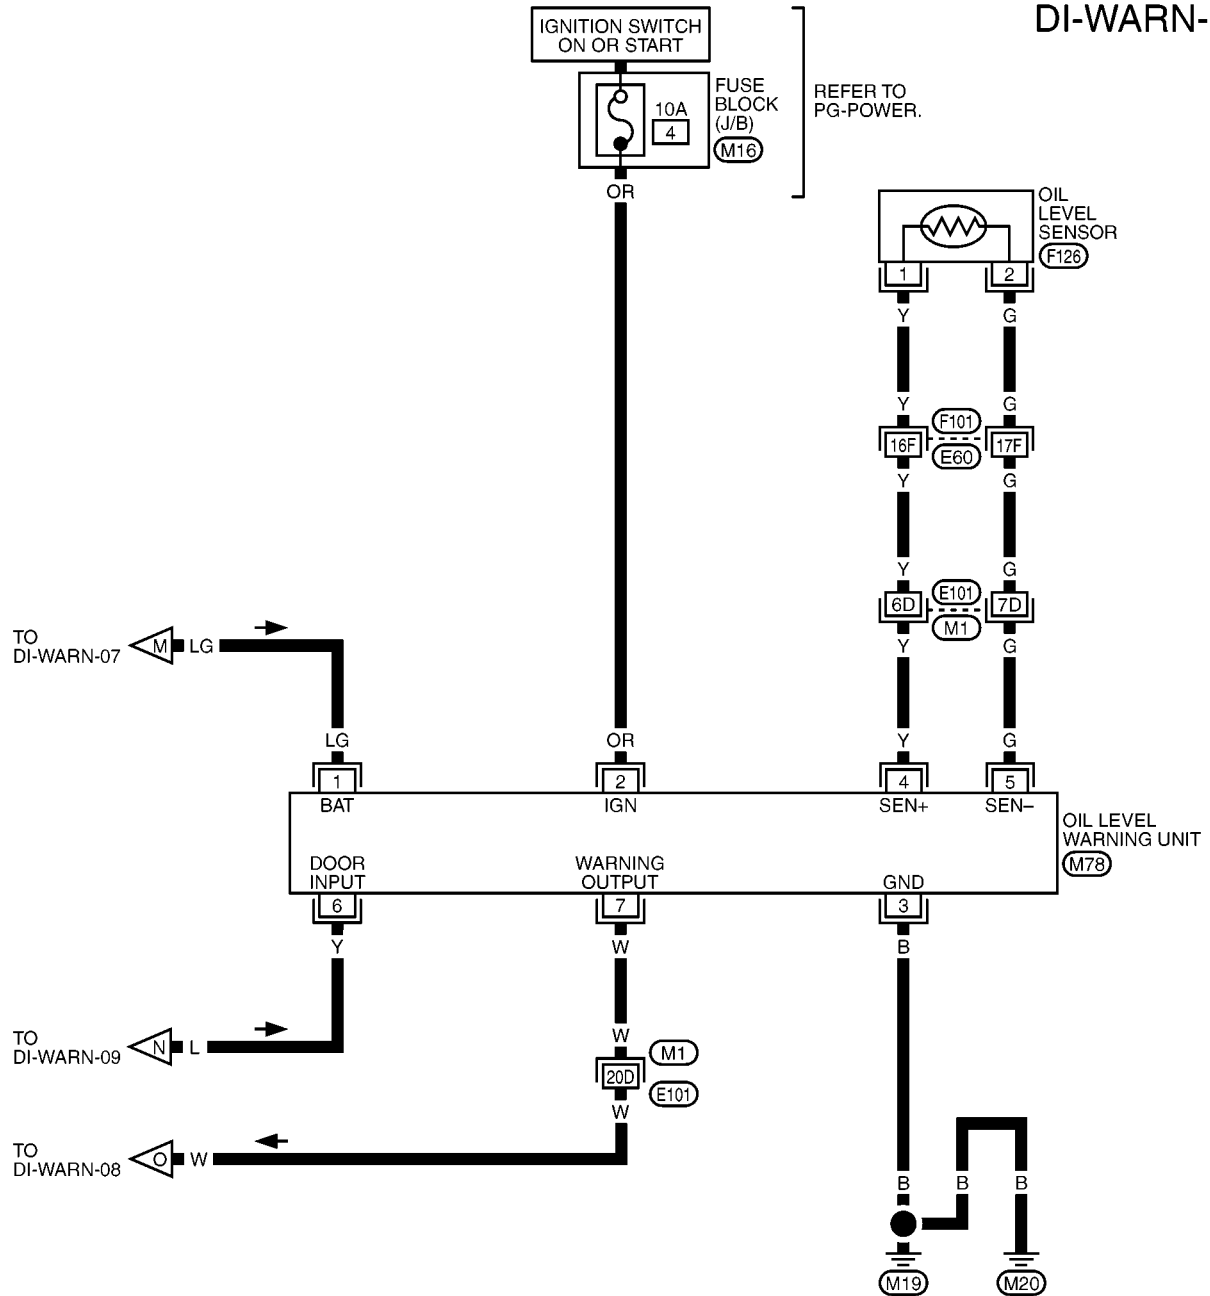 DI-WARN-
IGNITION SWITCH
ON OR START
FUSE
BLOCK
(J/B)
M16
10A
4
REFER TO
PG-POWER.
OR
OIL
LEVEL
SENSOR
F126
1
2
Y
G
Y
G
F101
16F
17F
E60
Y
G
Y
G
E101
6D
7D
M1
Y
G
TO
DI-WARN-07
M
LG
LG
OR
Y
G
1
2
4
5
BAT
IGN
SEN+
SEN–
OIL LEVEL
WARNING UNIT
M78
DOOR
INPUT
WARNING
OUTPUT
GND
6
7
3
Y
W
B
TO
DI-WARN-09
N
L
W
M1
20D
E101
W
TO
DI-WARN-08
O
W
B
B
B
M19
M20